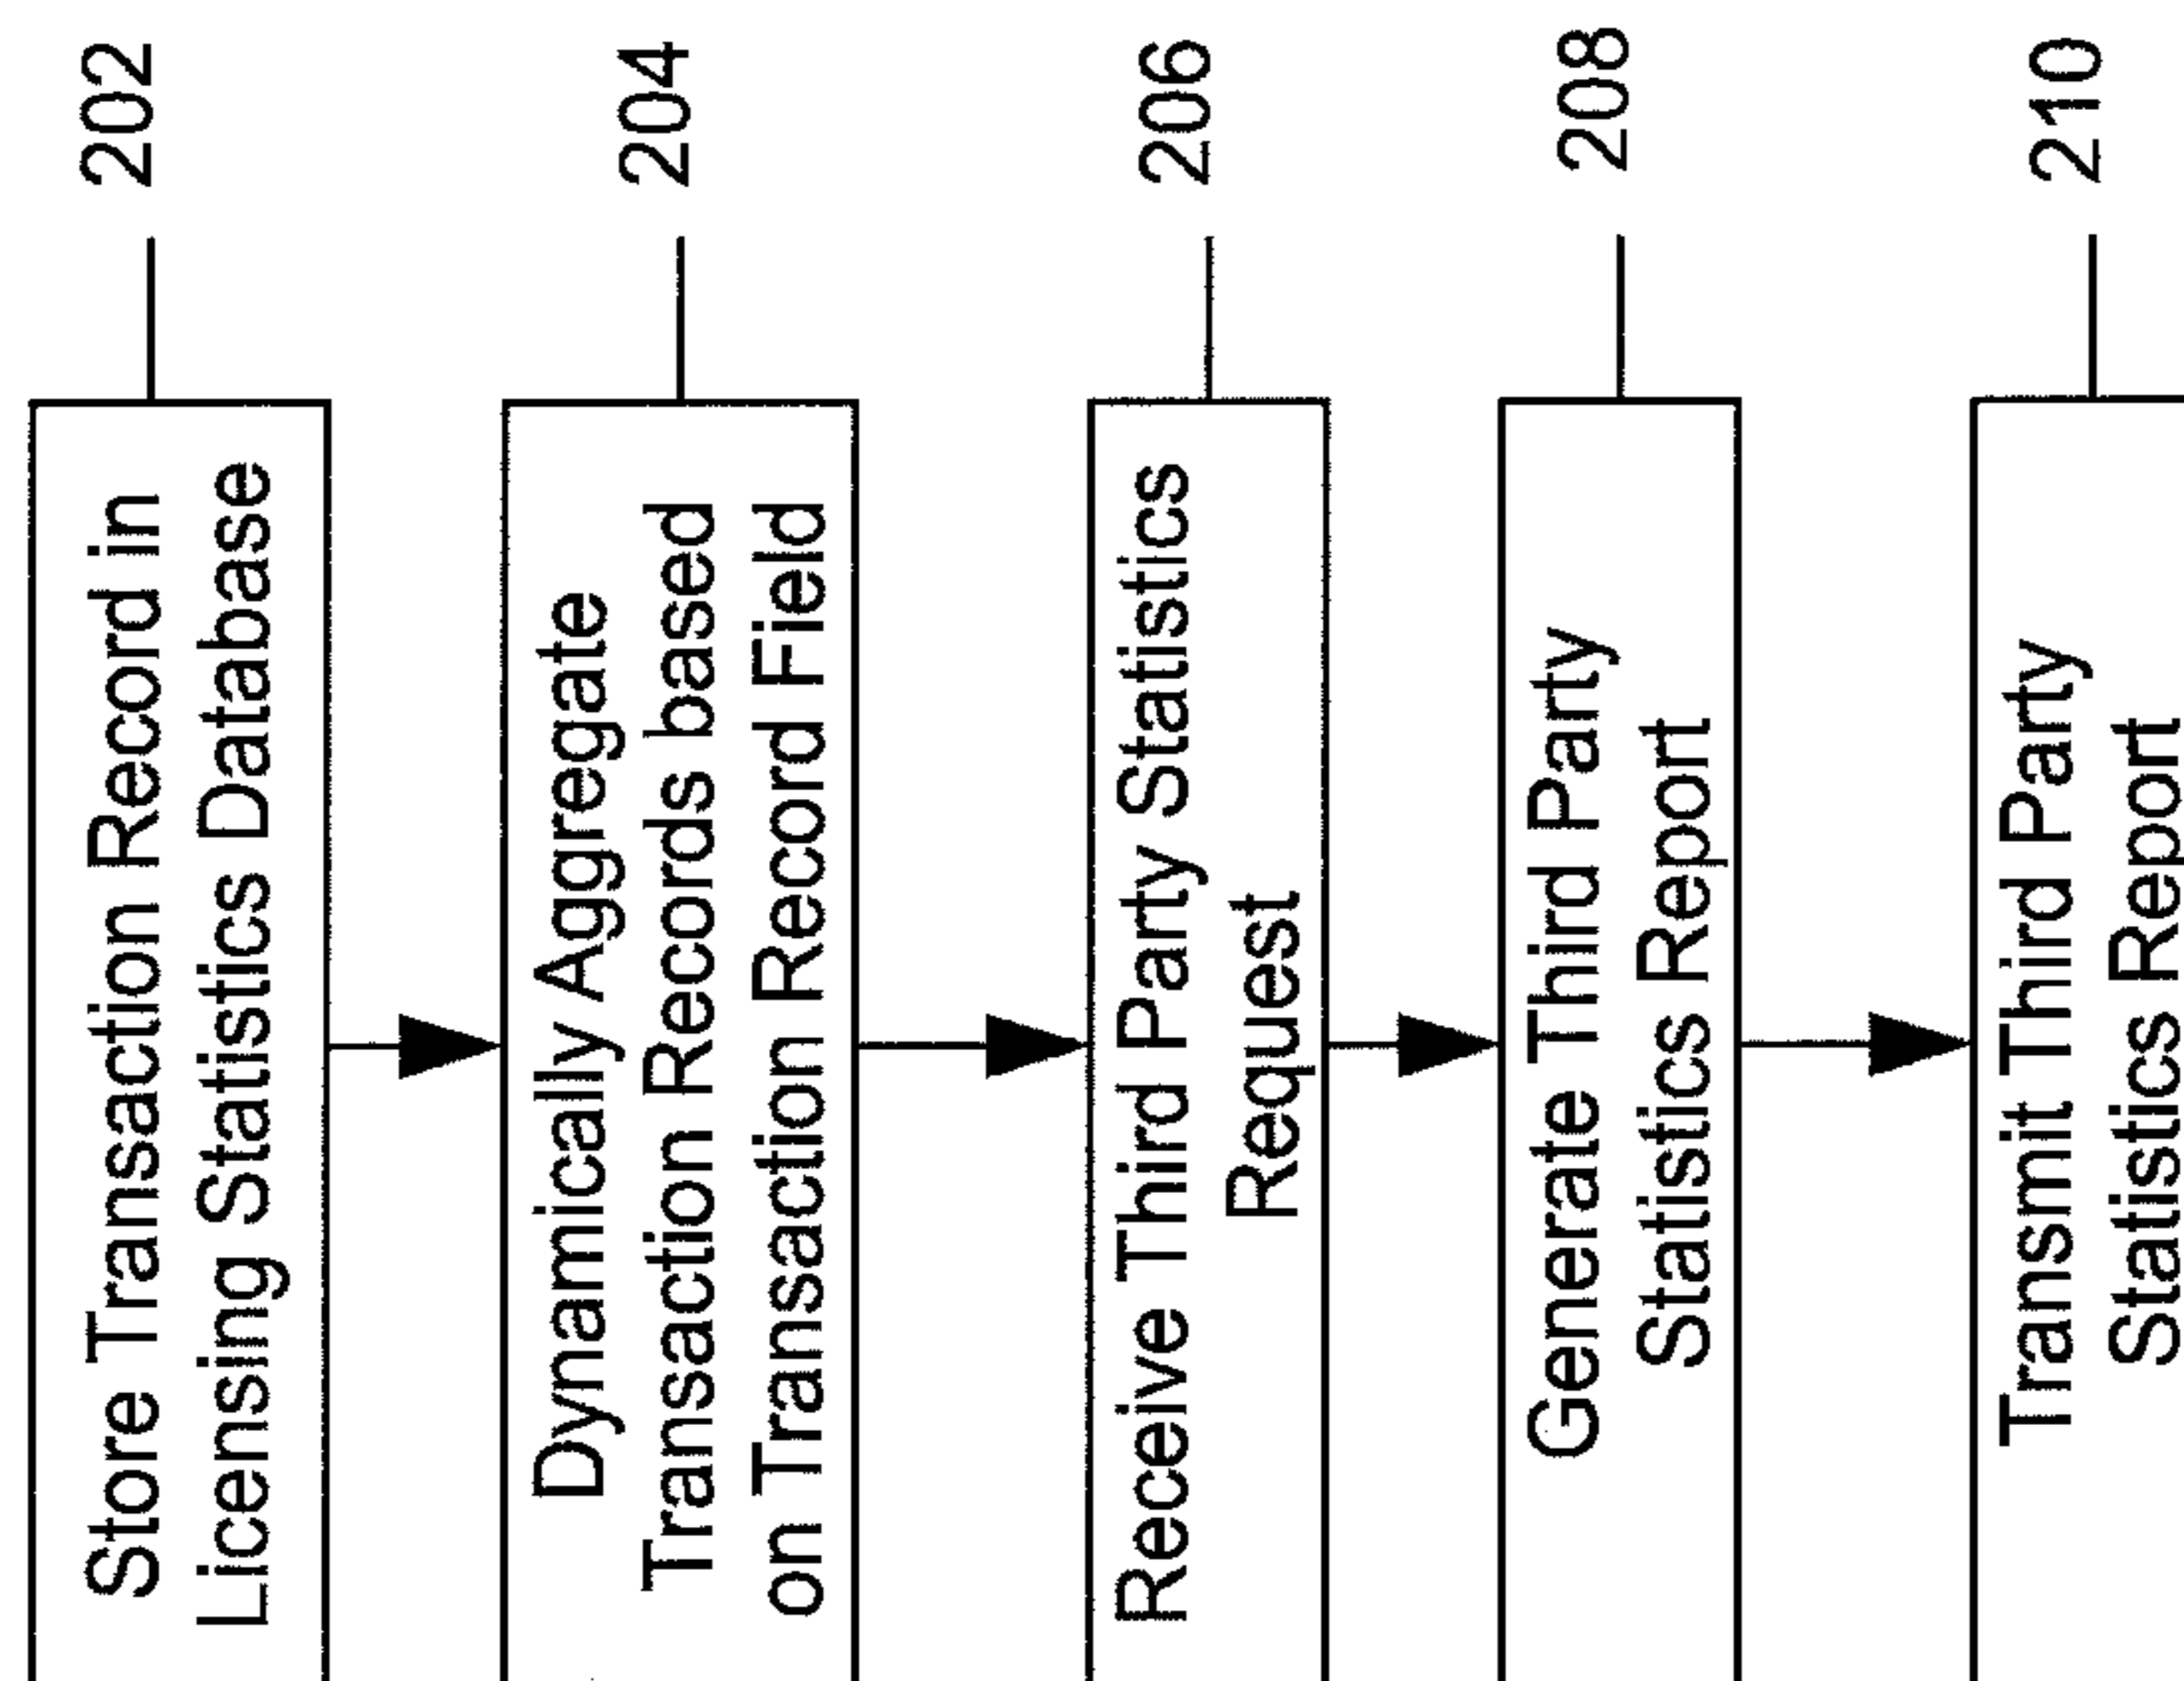 Store Transaction Record in
Licensing Statistics Database
202
Dynamically Aggregate
Transaction Records based
on Transaction Record Field
204
Receive Third Party Statistics
Request
206
Generate Third Party
Statistics Report
208
Transmit Third Party
Statistics Report
210